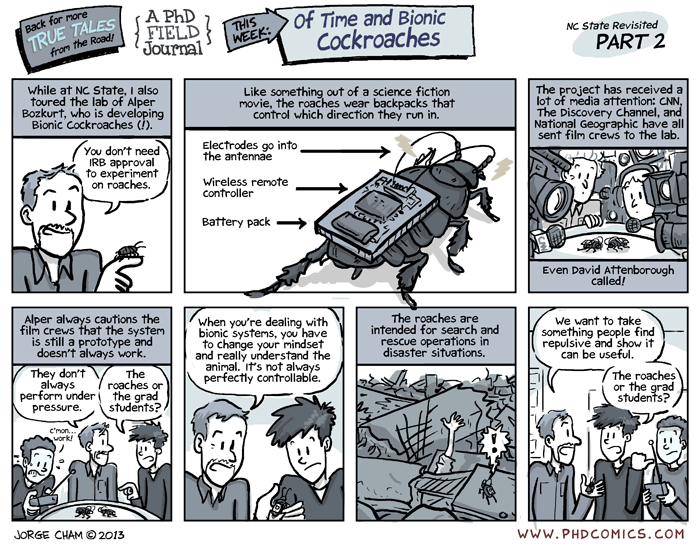 Back for more
TRUE TALES
from the Road!
A PhD
FIELD
Journal
THIS
WEEK:
Of Time and Bionic
Cockroaches
NC State Revisited
PART 2
While at NC State, I also
toured the lab of Alper
Bozkurt, who is developing
Bionic Cockroaches (!).
You don't need
IRB approval
to experiment
on roaches.
Like something out of a science fiction
movie, the roaches wear backpacks that
control which direction they run in.
Electrodes go into
the antennae
Wireless remote
controller
Battery pack
The project has received a
lot of media attention: CNN,
The Discovery Channel, and
National Geographic have all
sent film crews to the lab.
Even David Attenborough
called!
Alper always cautions the
film crews that the system
is still a prototype and
doesn't always work.
They don't
always
perform under
pressure.
The
roaches or
the grad
students?
c'mon...
work!
When you're dealing with
bionic systems, you have
to change your mindset
and really understand the
animal. It's not always
perfectly controllable.
The roaches are
intended for search and
rescue operations in
disaster situations.
!
We want to take
something people find
repulsive and show it
can be useful.
The roaches
or the grad
students?
JORGE CHAM © 2013
WWW.PHDCOMICS.COM